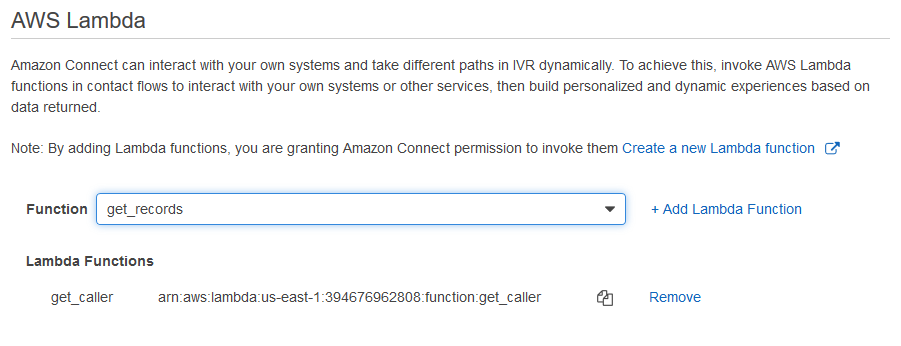 AWS Lambda
Amazon Connect can interact with your own systems and take different paths in IVR dynamically. To achieve this, invoke AWS Lambda
functions in contact flows to interact with your own systems or other services, then build personalized and dynamic experiences based on
data returned.
Note: By adding Lambda functions, you are granting Amazon Connect permission to invoke them Create a new Lambda function
Function get_records + Add Lambda Function
Lambda Functions
get_caller arn:aws:lambda:us-east-1:394676962808:function:get_caller Remove